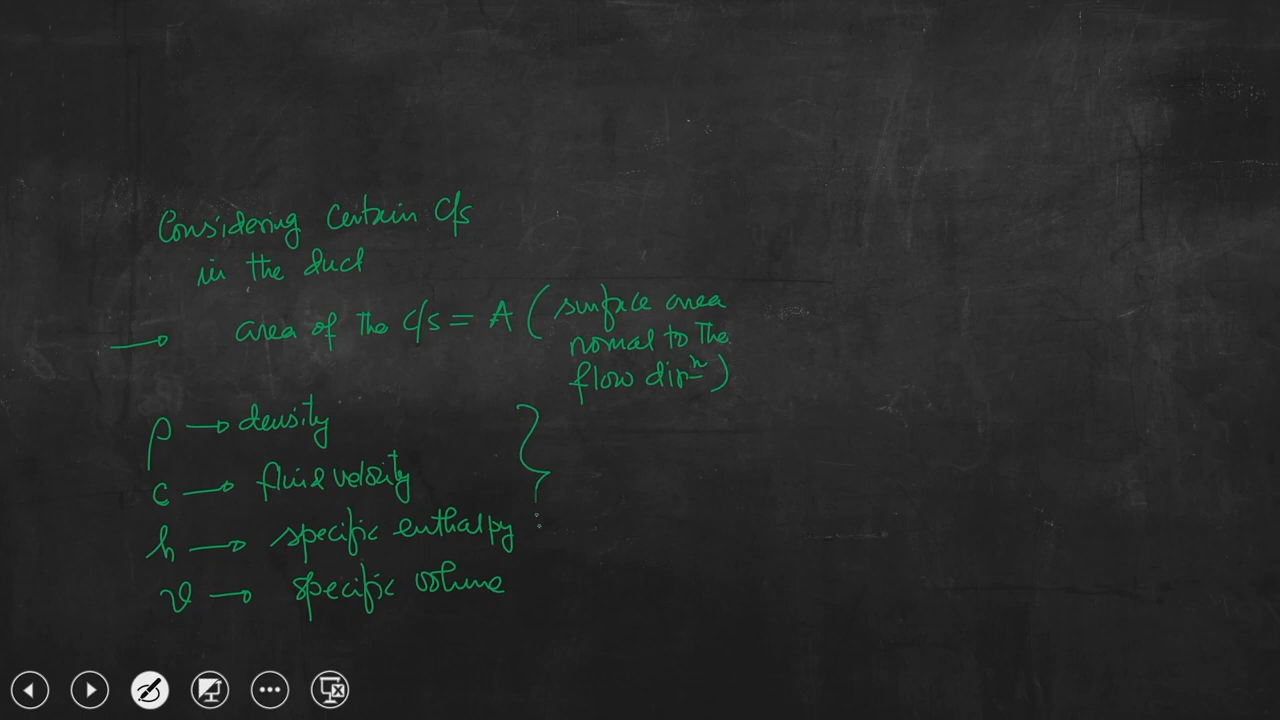 Considering Certain C/s
in the duct
→ area of the C/s = A (surface area
normal to the
flow dirⁿ)
ρ → density
c → fluid velocity
h → specific enthalpy
v → specific volume